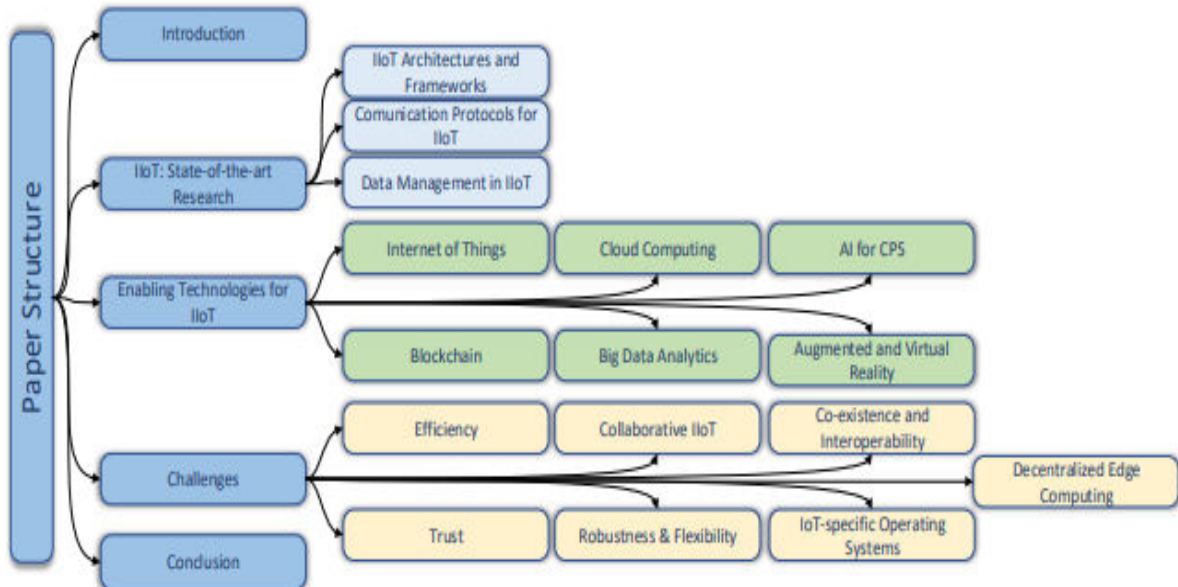 Paper Structure
Introduction
IIoT: State-of-the-art
Research
IIoT Architectures and
Frameworks
Comunication Protocols for
IIoT
Data Management in IIoT
Enabling Technologies for
IIoT
Internet of Things
Cloud Computing
AI for CPS
Blockchain
Big Data Analytics
Augmented and Virtual
Reality
Challenges
Efficiency
Collaborative IIoT
Co-existence and
Interoperability
Decentralized Edge
Computing
Trust
Robustness & Flexibility
IoT-specific Operating
Systems
Conclusion